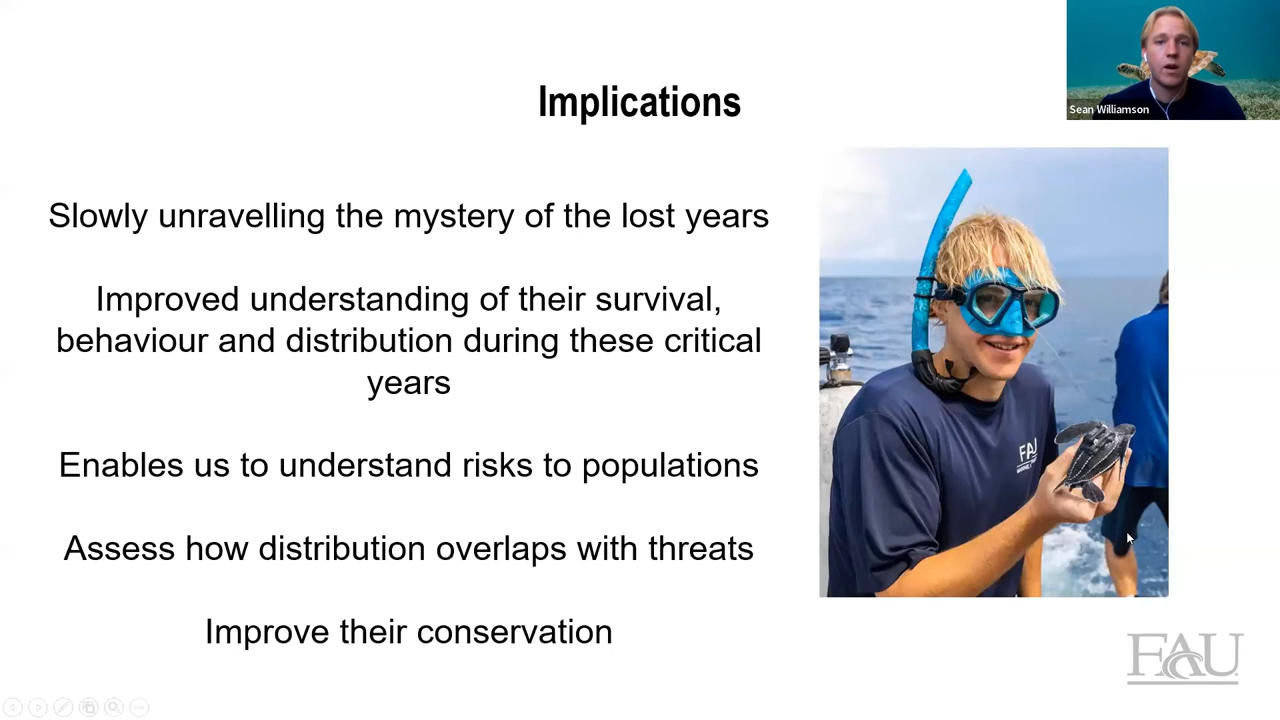 Implications
Sean Williamson
Slowly unravelling the mystery of the lost years
Improved understanding of their survival,
behaviour and distribution during these critical
years
Enables us to understand risks to populations
Assess how distribution overlaps with threats
Improve their conservation
FAU
FAU